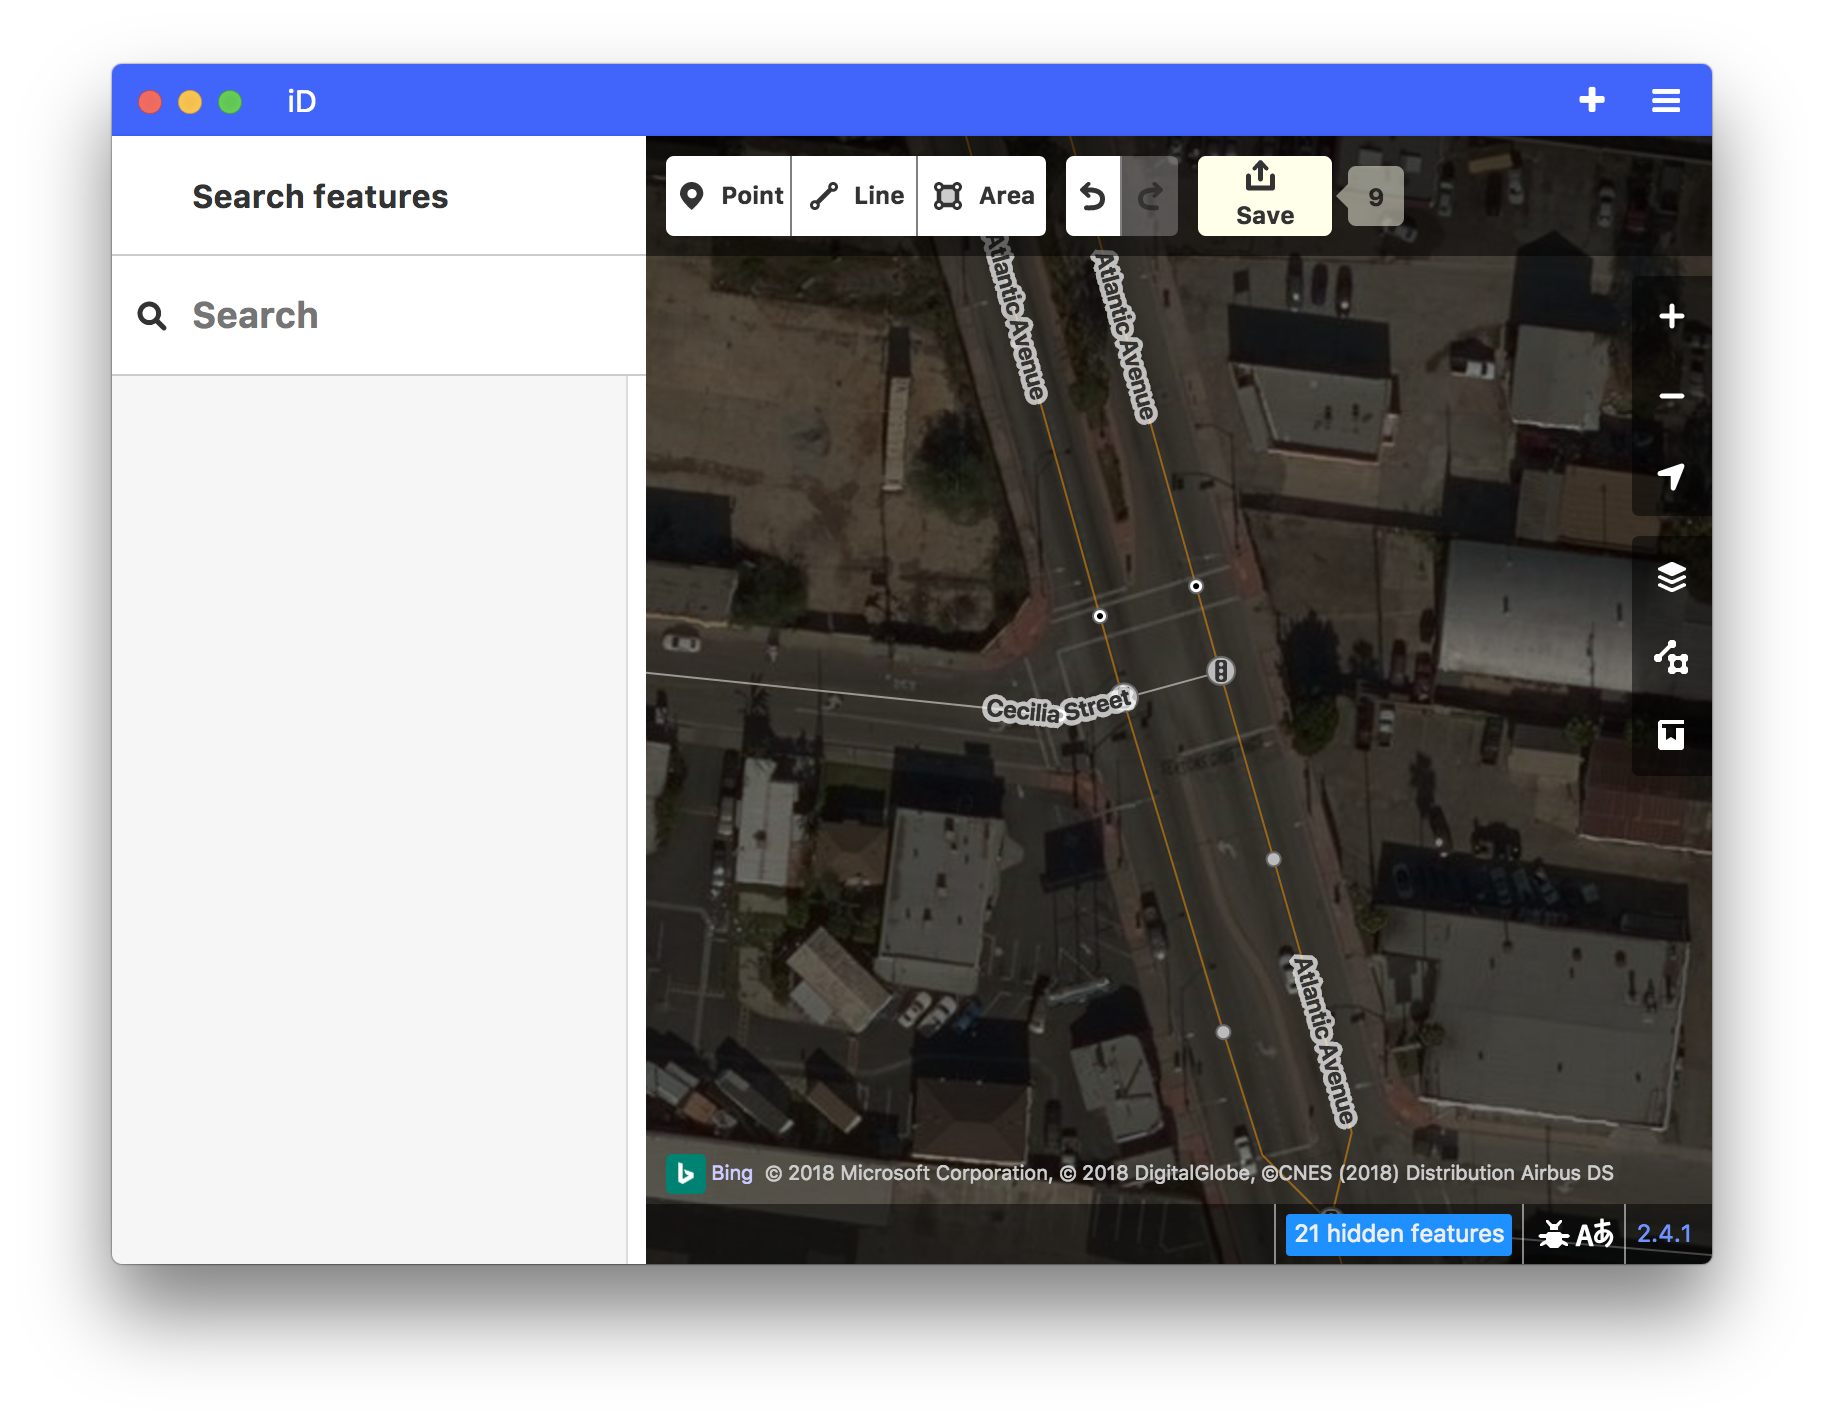 iD
Search features
Search
Point
Line
Area
Save
9
Atlantic Avenue
Atlantic Avenue
Cecilia Street
Atlantic Avenue
Bing © 2018 Microsoft Corporation, © 2018 DigitalGlobe, ©CNES (2018) Distribution Airbus DS
21 hidden features
Aあ
2.4.1